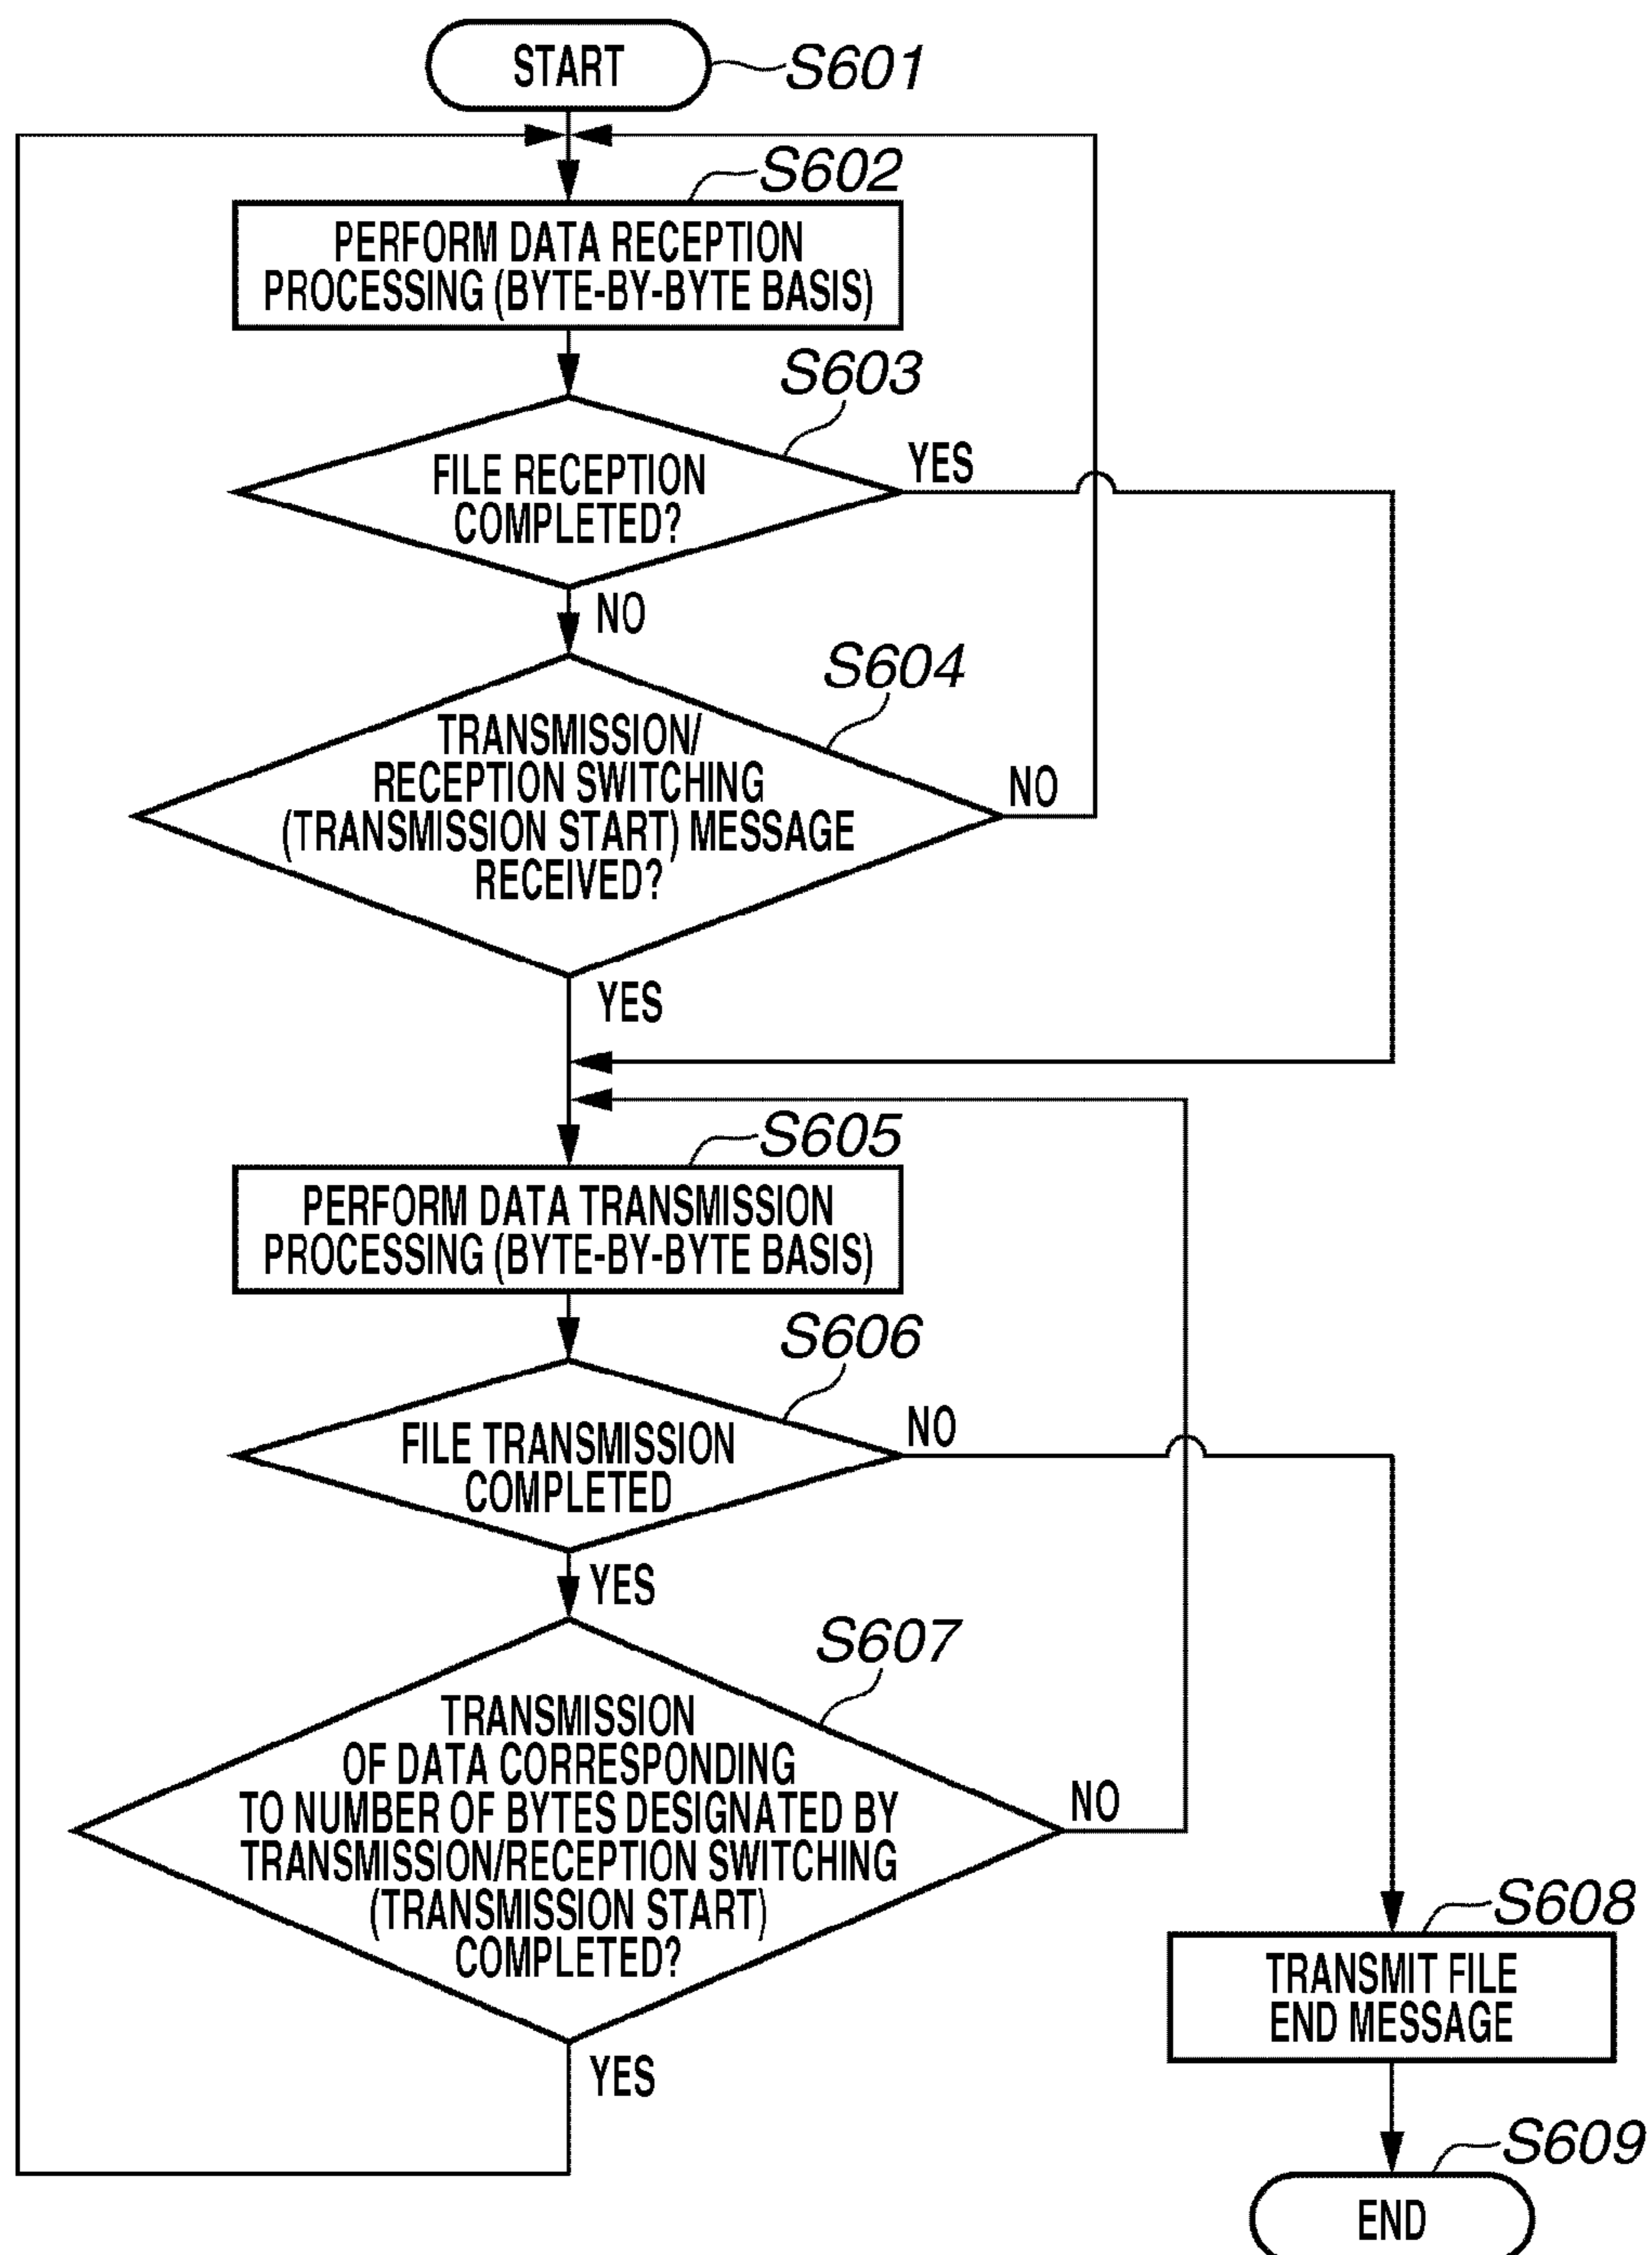 START
S601
S602
PERFORM DATA RECEPTION
PROCESSING (BYTE-BY-BYTE BASIS)
S603
FILE RECEPTION
COMPLETED?
YES
NO
S604
TRANSMISSION/
RECEPTION SWITCHING
(TRANSMISSION START) MESSAGE
RECEIVED?
NO
YES
S605
PERFORM DATA TRANSMISSION
PROCESSING (BYTE-BY-BYTE BASIS)
S606
FILE TRANSMISSION
COMPLETED
NO
YES
S607
TRANSMISSION
OF DATA CORRESPONDING
TO NUMBER OF BYTES DESIGNATED BY
TRANSMISSION/RECEPTION SWITCHING
(TRANSMISSION START)
COMPLETED?
NO
YES
S608
TRANSMIT FILE
END MESSAGE
S609
END